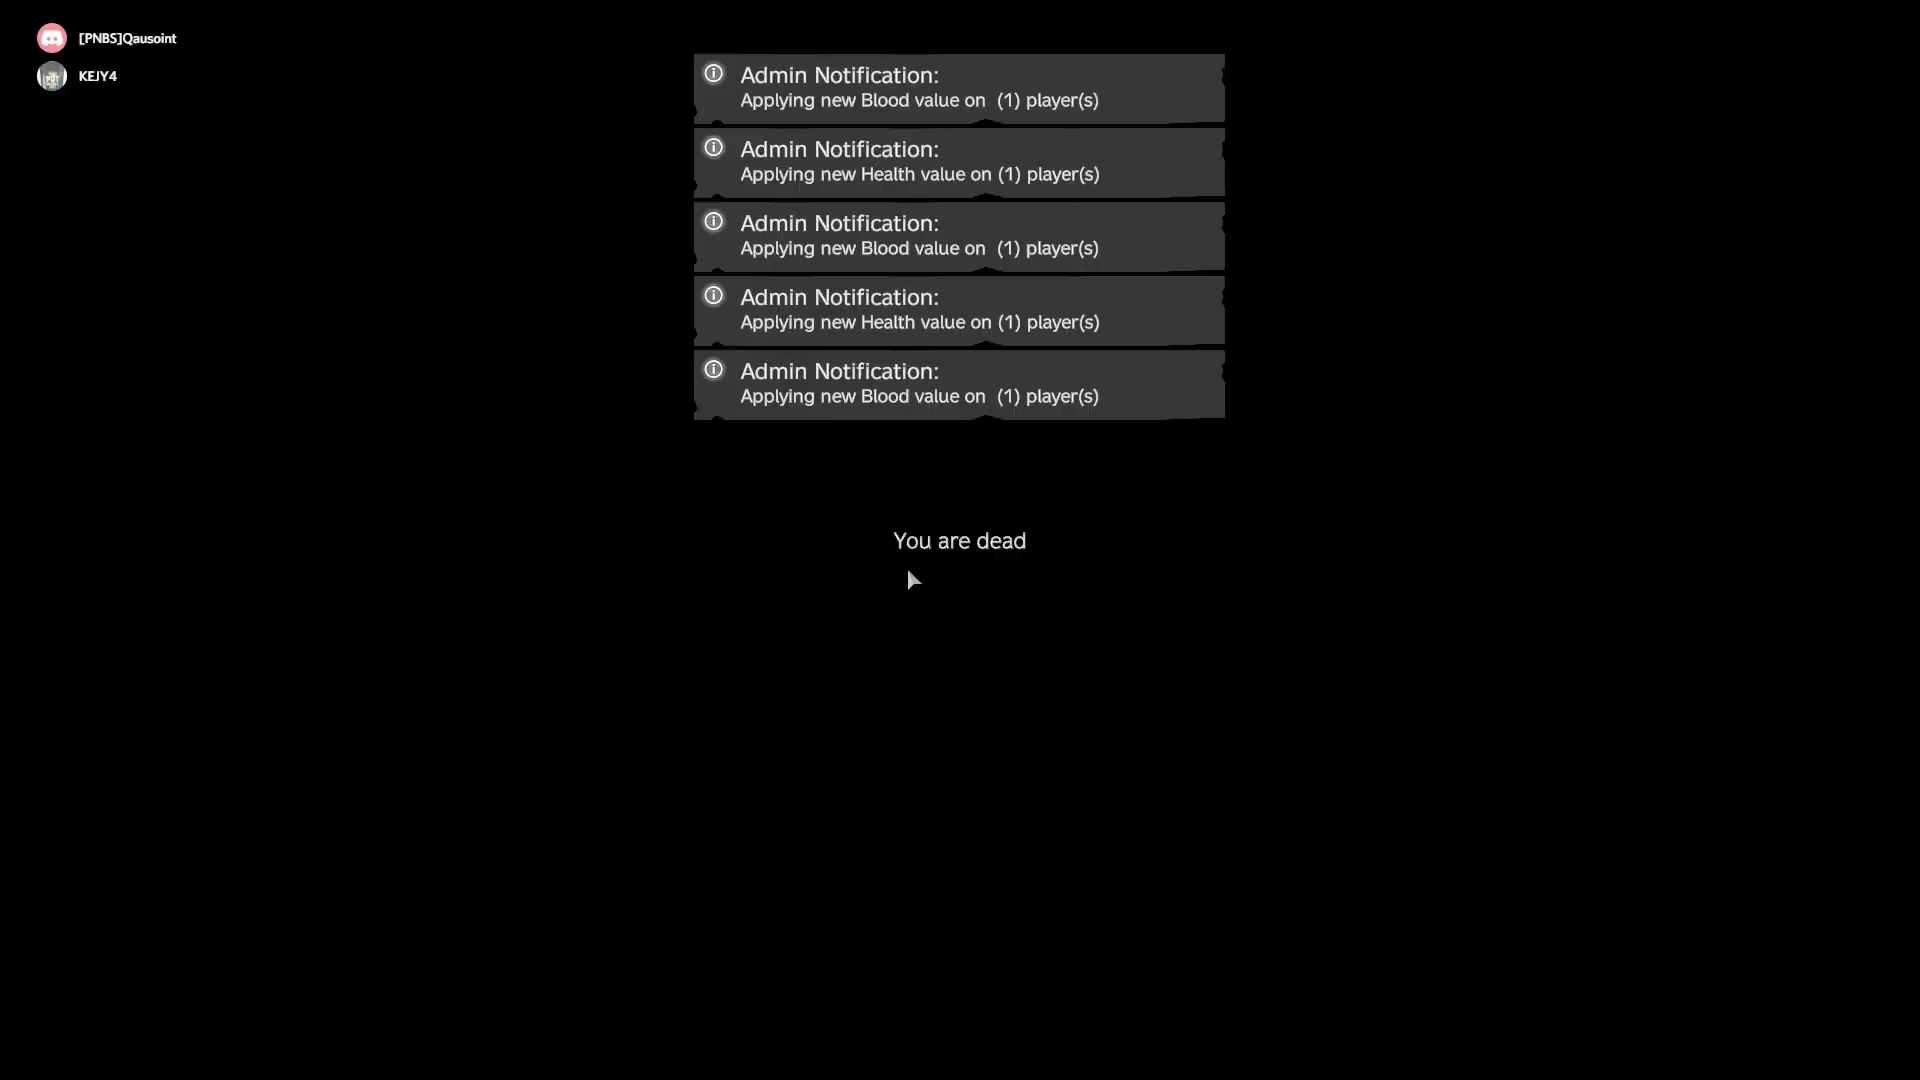 [PNBS]Qausoint
KEJY4
Admin Notification:
Applying new Blood value on  (1) player(s)
Admin Notification:
Applying new Health value on (1) player(s)
Admin Notification:
Applying new Blood value on  (1) player(s)
Admin Notification:
Applying new Health value on (1) player(s)
Admin Notification:
Applying new Blood value on  (1) player(s)
You are dead